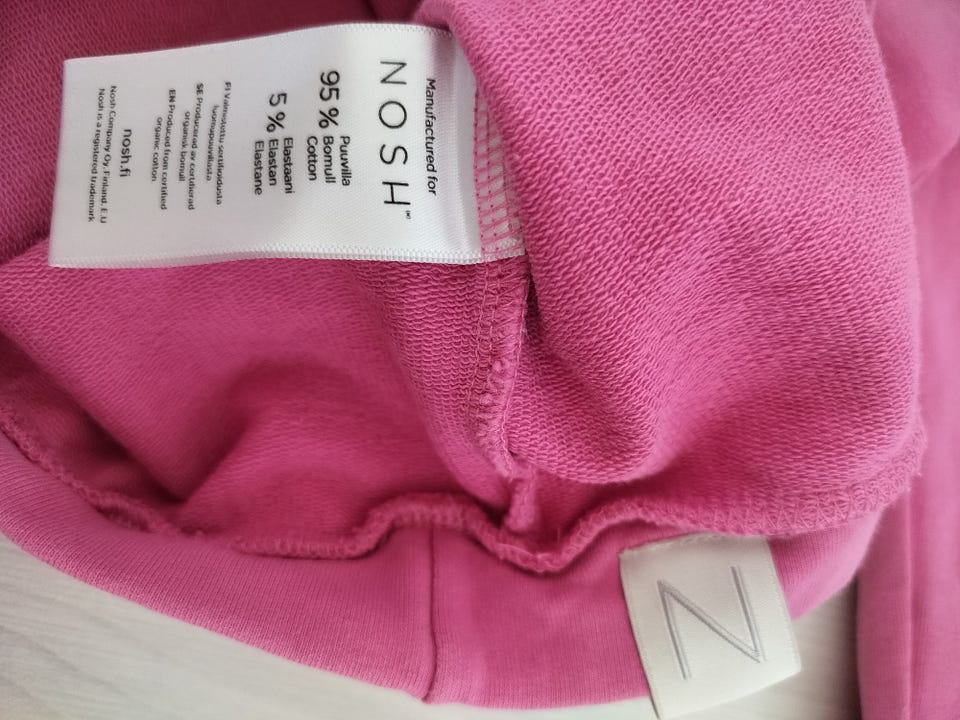 Manufactured for
NOSH™
95 % Puuvilla
Bomull
Cotton
5 % Elastaani
Elastan
Elastane
FI Valmistettu sertifioidusta
luomupuuvillasta
SE Producerad av certifierad
organisk bomull
EN Produced from certified
organic cotton
nosh.fi
Nosh Company Oy, Finland, E.U
Nosh is a registered trademark
N